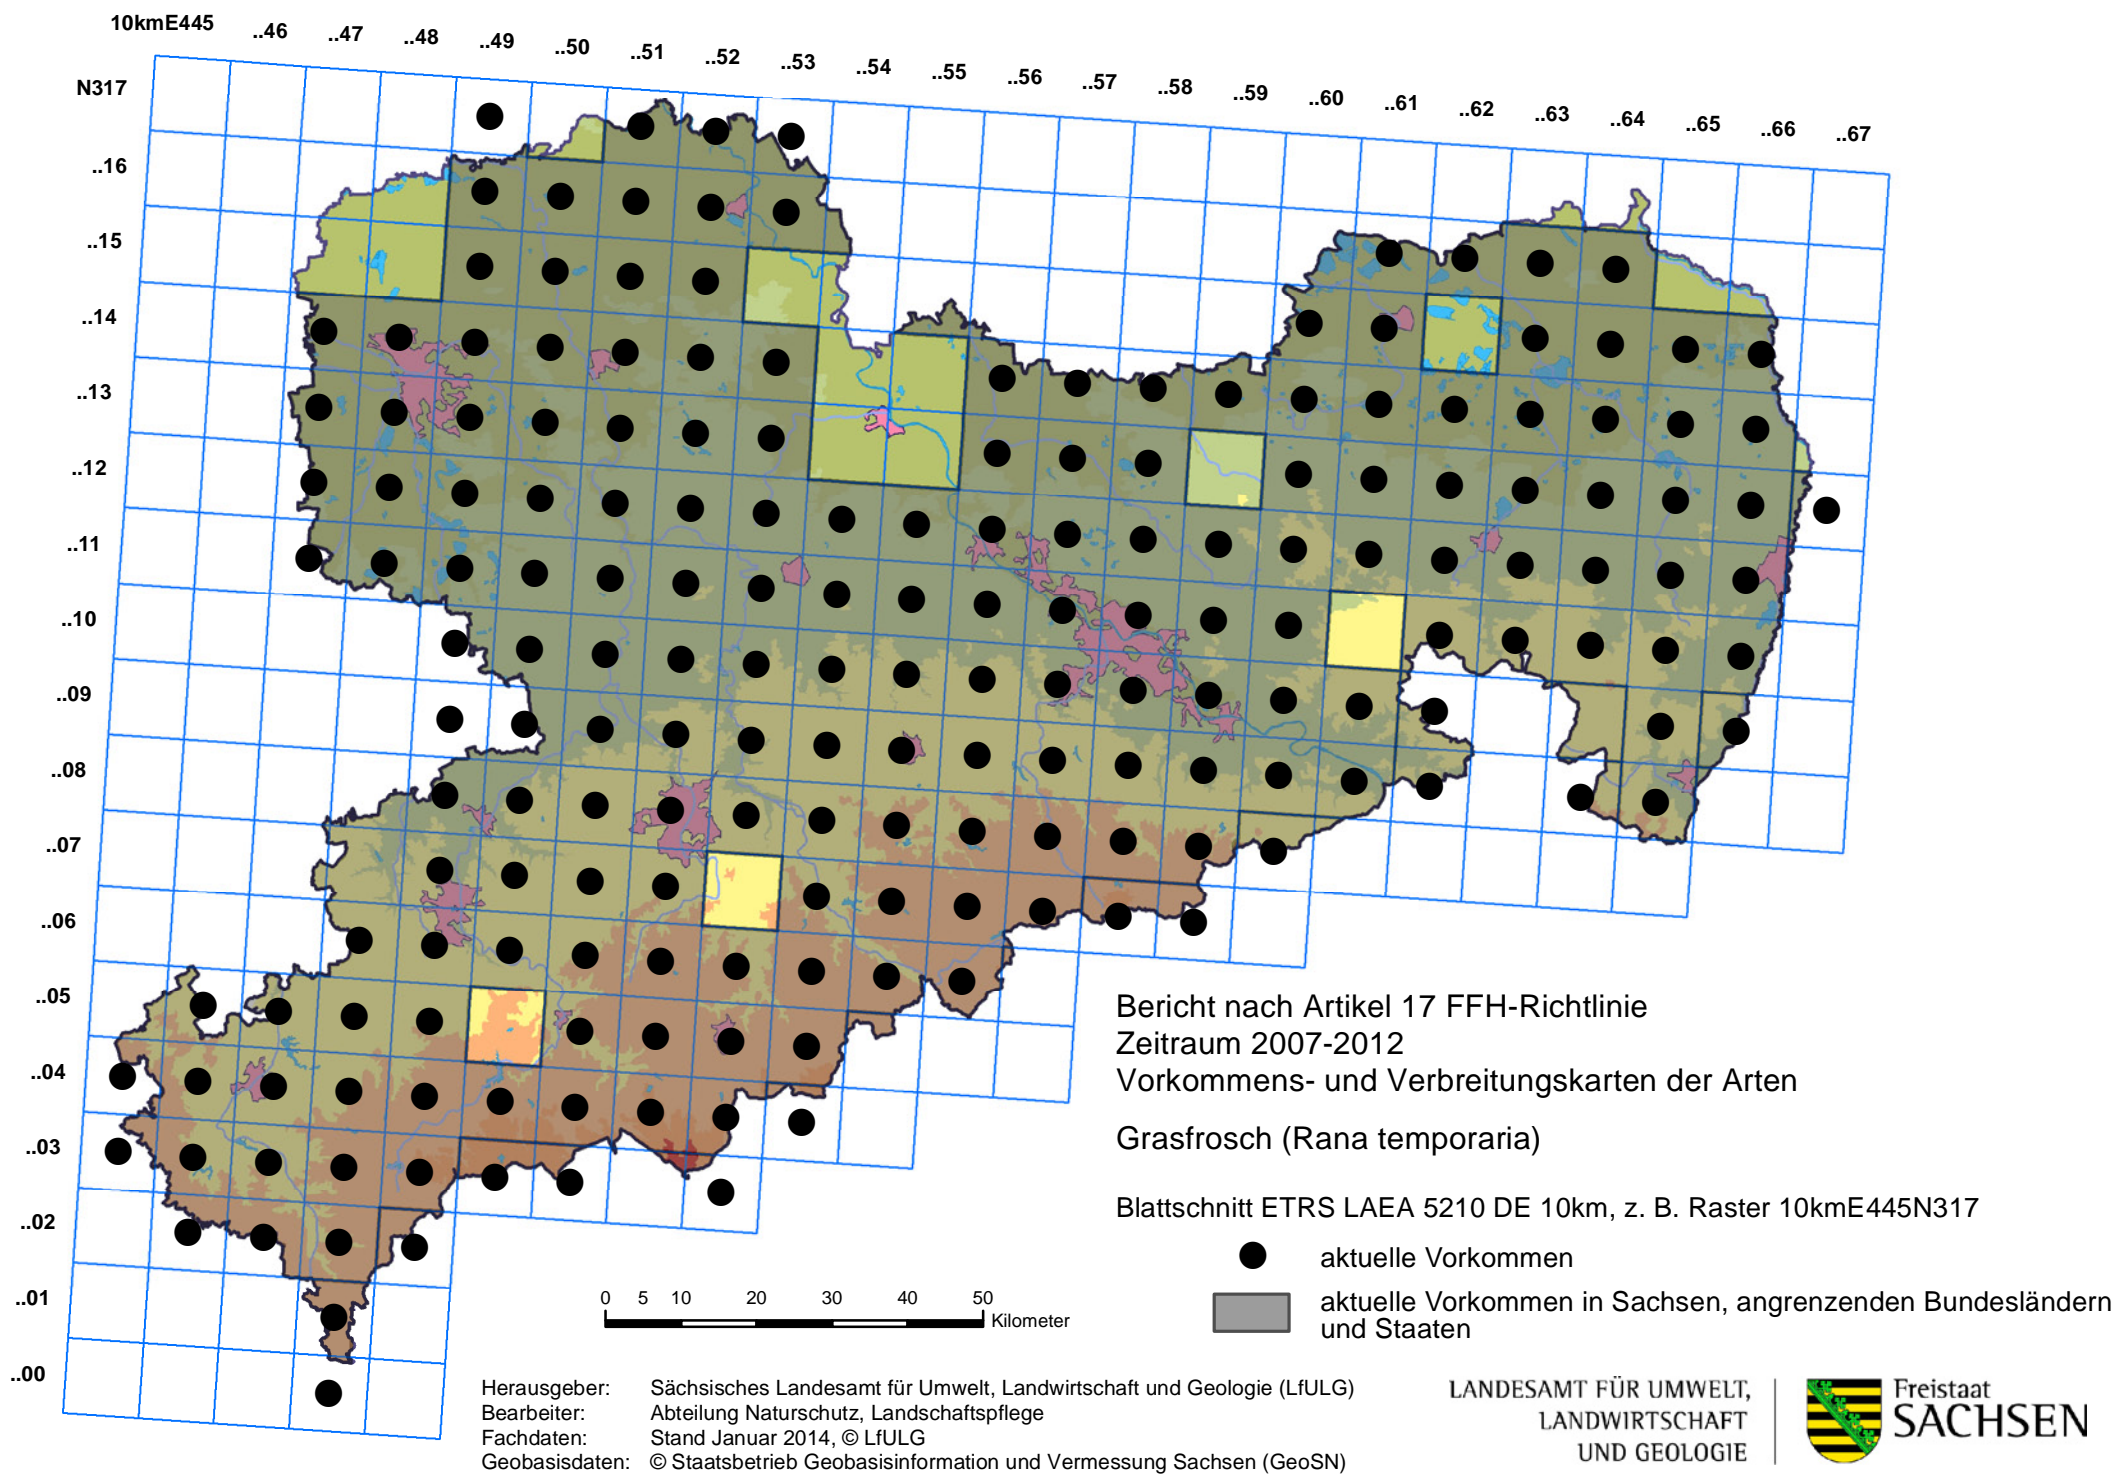 10kmE445
..46
..47
..48
..49
..50
..51
..52
..53
..54
..55
..56
..57
..58
..59
..60
..61
..62
..63
..64
..65
..66
..67
N317
..16
..15
..14
..13
..12
..11
..10
..09
..08
..07
..06
..05
..04
..03
..02
..01
..00
Bericht nach Artikel 17 FFH-Richtlinie
Zeitraum 2007-2012
Vorkommens- und Verbreitungskarten der Arten
Grasfrosch (Rana temporaria)
Blattschnitt ETRS LAEA 5210 DE 10km, z. B. Raster 10kmE445N317
aktuelle Vorkommen
aktuelle Vorkommen in Sachsen, angrenzenden Bundesländern
und Staaten
0 5 10 20 30 40 50
Kilometer
Herausgeber: Sächsisches Landesamt für Umwelt, Landwirtschaft und Geologie (LfULG)
Bearbeiter: Abteilung Naturschutz, Landschaftspflege
Fachdaten: Stand Januar 2014, © LfULG
Geobasisdaten: © Staatsbetrieb Geobasisinformation und Vermessung Sachsen (GeoSN)
LANDESAMT FÜR UMWELT,
LANDWIRTSCHAFT
UND GEOLOGIE
Freistaat
SACHSEN